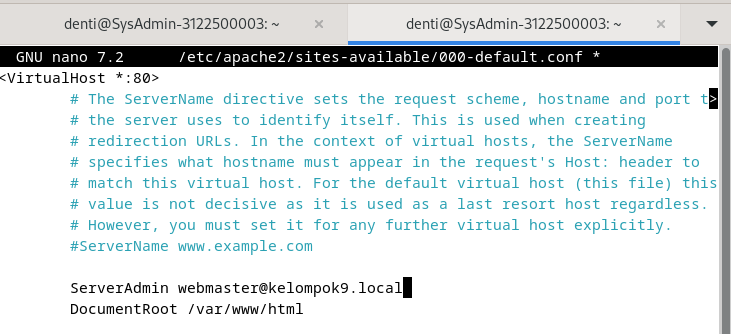 denti@SysAdmin-3122500003: ~ × denti@SysAdmin-3122500003: ~ ×
GNU nano 7.2 /etc/apache2/sites-available/000-default.conf *
<VirtualHost *:80>
# The ServerName directive sets the request scheme, hostname and port t>
# the server uses to identify itself. This is used when creating
# redirection URLs. In the context of virtual hosts, the ServerName
# specifies what hostname must appear in the request's Host: header to
# match this virtual host. For the default virtual host (this file) this
# value is not decisive as it is used as a last resort host regardless.
# However, you must set it for any further virtual host explicitly.
#ServerName www.example.com
ServerAdmin webmaster@kelompok9.local
DocumentRoot /var/www/html